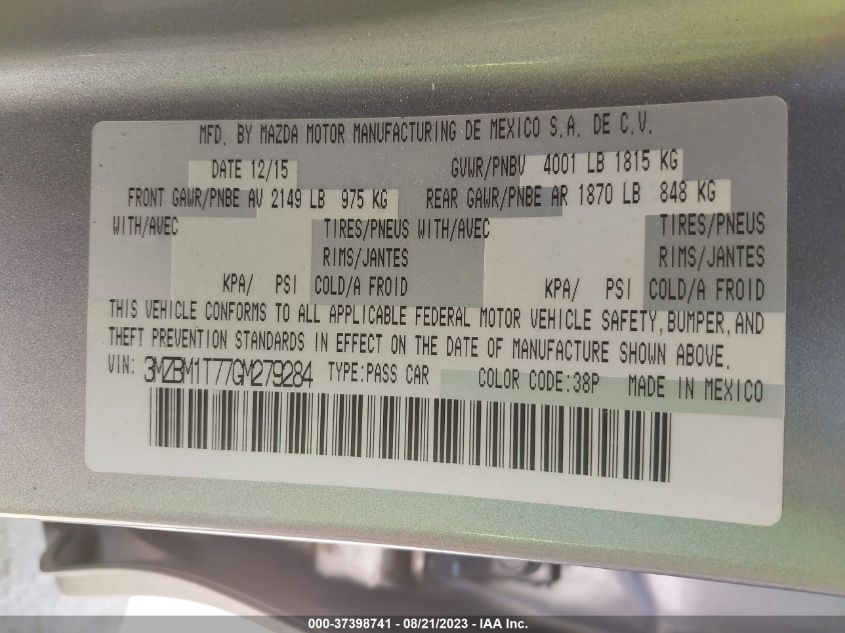 MFD. BY MAZDA MOTOR MANUFACTURING DE MEXICO S.A. DE C.V.
DATE 12/15 GVWR/PNBV 4001 LB 1815 KG
FRONT GAWR/PNBE AV 2149 LB 975 KG REAR GAWR/PNBE AR 1870 LB 848 KG
WITH/AVEC TIRES/PNEUS WITH/AVEC TIRES/PNEUS
RIMS/JANTES RIMS/JANTES
KPA/ PSI COLD/A FROID KPA/ PSI COLD/A FROID
THIS VEHICLE CONFORMS TO ALL APPLICABLE FEDERAL MOTOR VEHICLE SAFETY, BUMPER, AND
THEFT PREVENTION STANDARDS IN EFFECT ON THE DATE OF MANUFACTURE SHOWN ABOVE.
VIN: 3MZBM1T77GM279284 TYPE:PASS CAR COLOR CODE:38P MADE IN MEXICO
000-37398741 - 08/21/2023 - IAA Inc.